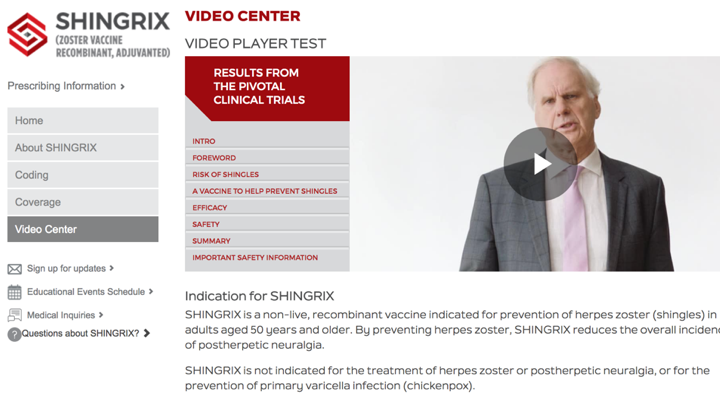 SHINGRIX
(ZOSTER VACCINE
RECOMBINANT, ADJUVANTED)
Prescribing Information
Home
About SHINGRIX
Coding
Coverage
Video Center
Sign up for updates
Educational Events Schedule
Medical Inquiries
? Questions about SHINGRIX?
VIDEO CENTER
VIDEO PLAYER TEST
RESULTS FROM
THE PIVOTAL
CLINICAL TRIALS
INTRO
FOREWORD
RISK OF SHINGLES
A VACCINE TO HELP PREVENT SHINGLES
EFFICACY
SAFETY
SUMMARY
IMPORTANT SAFETY INFORMATION
Indication for SHINGRIX
SHINGRIX is a non-live, recombinant vaccine indicated for prevention of herpes zoster (shingles) in
adults aged 50 years and older. By preventing herpes zoster, SHINGRIX reduces the overall inciden
of postherpetic neuralgia.
SHINGRIX is not indicated for the treatment of herpes zoster or postherpetic neuralgia, or for the
prevention of primary varicella infection (chickenpox).